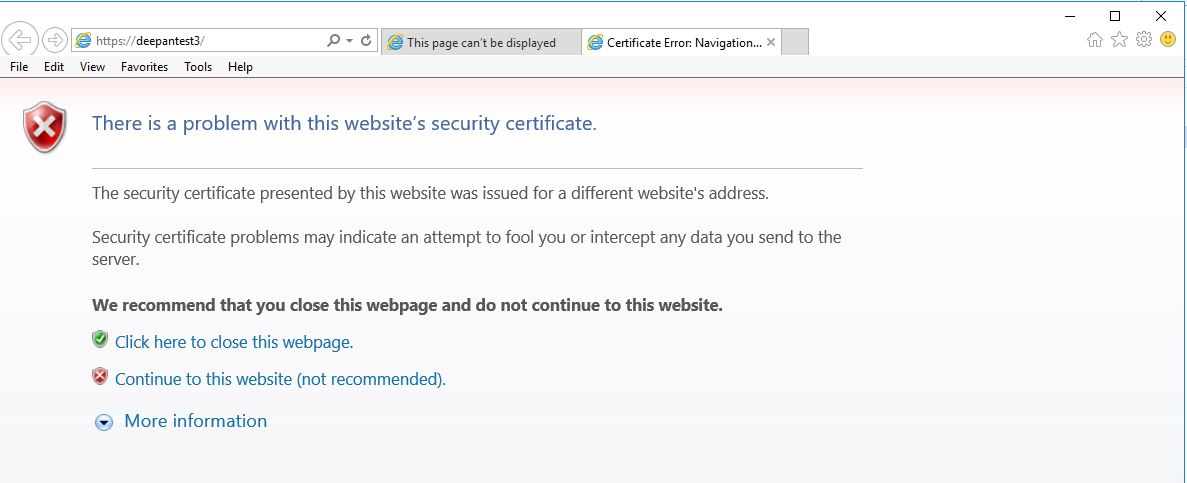 https://deepantest3/
This page can't be displayed
Certificate Error: Navigation...
File Edit View Favorites Tools Help
There is a problem with this website's security certificate.
The security certificate presented by this website was issued for a different website's address.
Security certificate problems may indicate an attempt to fool you or intercept any data you send to the
server.
We recommend that you close this webpage and do not continue to this website.
Click here to close this webpage.
Continue to this website (not recommended).
More information